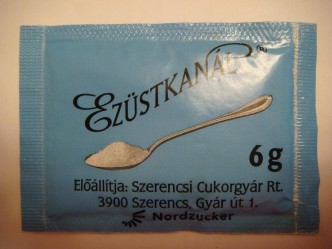 EZÜSTKANÁL (R)
6 g
Előállítja: Szerencsi Cukorgyár Rt.
3900 Szerencs, Gyár út 1.
Nordzucker